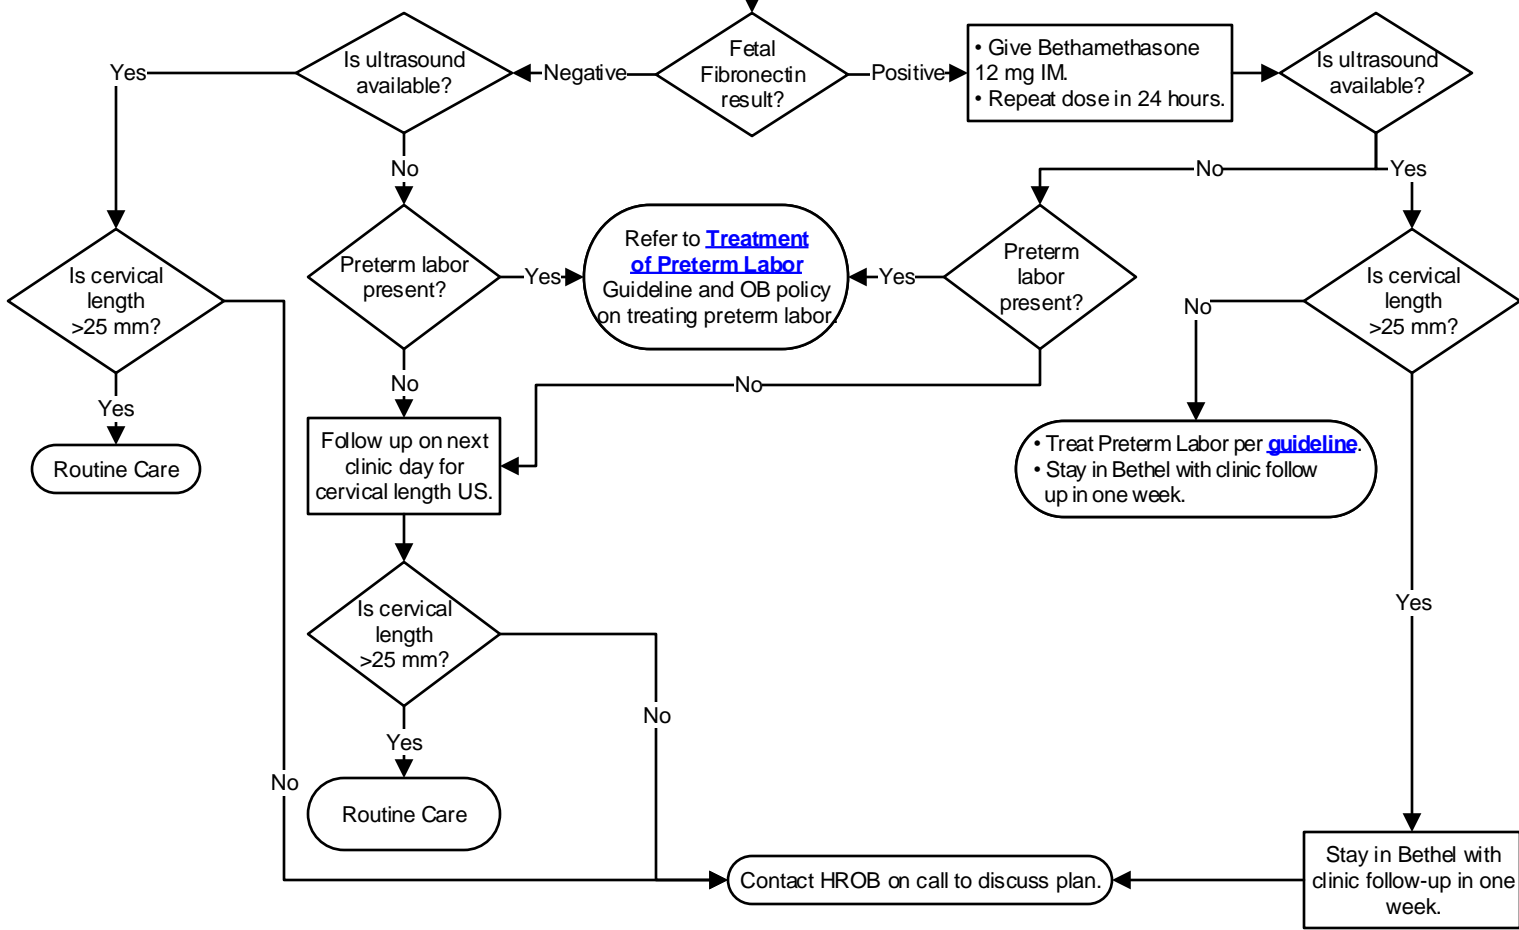 Fetal
Fibronectin
result?
Negative
Positive
Is ultrasound
available?
Yes
No
• Give Bethamethasone
12 mg IM.
• Repeat dose in 24 hours.
Is ultrasound
available?
No
Yes
Is cervical
length
>25 mm?
Yes
Routine Care
No
Preterm labor
present?
Yes
No
Refer to Treatment
of Preterm Labor
Guideline and OB policy
on treating preterm labor.
Preterm
labor
present?
Yes
No
Is cervical
length
>25 mm?
No
Yes
Follow up on next
clinic day for
cervical length US.
• Treat Preterm Labor per guideline.
• Stay in Bethel with clinic follow
up in one week.
Is cervical
length
>25 mm?
No
Yes
Routine Care
Contact HROB on call to discuss plan.
Stay in Bethel with
clinic follow-up in one
week.